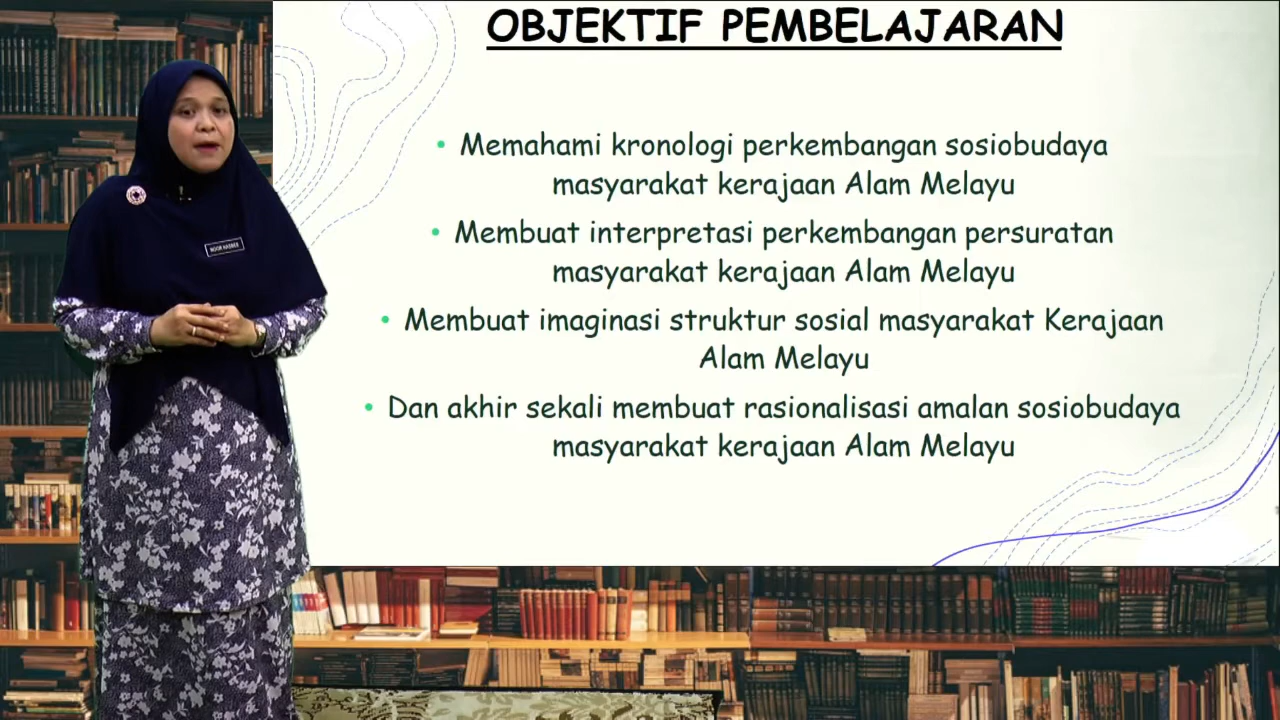 OBJEKTIF PEMBELAJARAN
• Memahami kronologi perkembangan sosiobudaya
masyarakat kerajaan Alam Melayu
• Membuat interpretasi perkembangan persuratan
masyarakat kerajaan Alam Melayu
• Membuat imaginasi struktur sosial masyarakat Kerajaan
Alam Melayu
• Dan akhir sekali membuat rasionalisasi amalan sosiobudaya
masyarakat kerajaan Alam Melayu